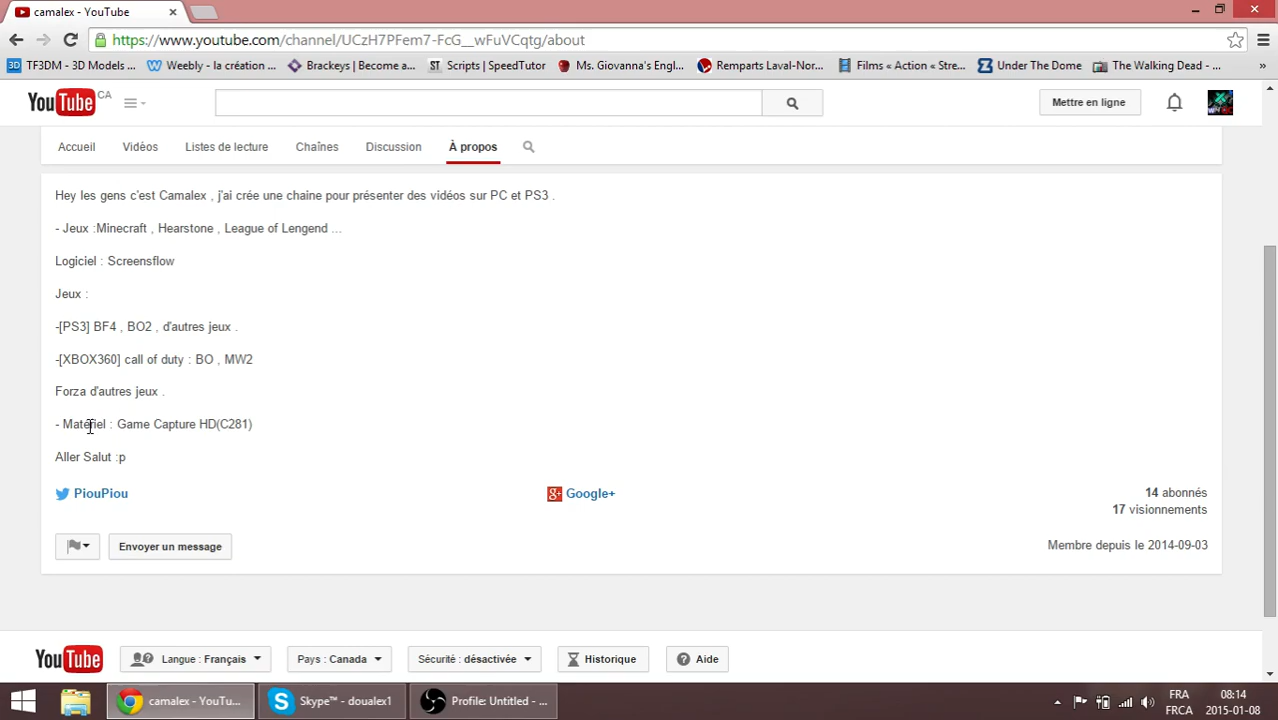 camalex - YouTube
https://www.youtube.com/channel/UCzH7PFem7-FcG__wFuVCqtg/about
TF3DM - 3D Models ... Weebly - la création ... Brackeys | Become a... Scripts | SpeedTutor Ms. Giovanna's Engl... Remparts Laval-Nor... Films « Action « Stre... Under The Dome The Walking Dead - ... »
YouTube CA Mettre en ligne
Accueil Vidéos Listes de lecture Chaînes Discussion À propos
Hey les gens c'est Camalex , j'ai crée une chaine pour présenter des vidéos sur PC et PS3 .
- Jeux :Minecraft , Hearstone , League of Lengend ...
Logiciel : Screensflow
Jeux :
-[PS3] BF4 , BO2 , d'autres jeux .
-[XBOX360] call of duty : BO , MW2
Forza d'autres jeux .
- Matériel : Game Capture HD(C281)
Aller Salut :p
PiouPiou Google+ 14 abonnés
17 visionnements
Envoyer un message Membre depuis le 2014-09-03
YouTube Langue : Français Pays : Canada Sécurité : désactivée Historique Aide
camalex - YouTu... Skype™ - doualex1 Profile: Untitled - ... FRA 08:14
FRCA 2015-01-08